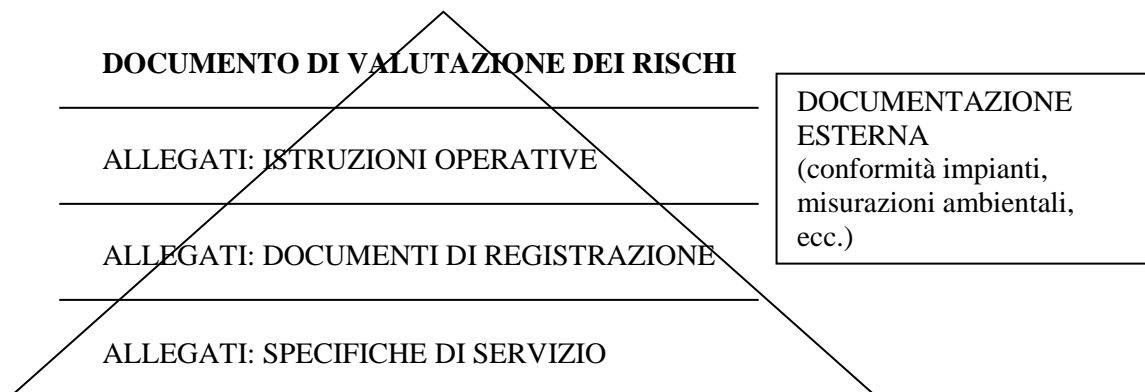 DOCUMENTO DI VALUTAZIONE DEI RISCHI
ALLEGATI: ISTRUZIONI OPERATIVE
ALLEGATI: DOCUMENTI DI REGISTRAZIONE
ALLEGATI: SPECIFICHE DI SERVIZIO
DOCUMENTAZIONE
ESTERNA
(conformità impianti,
misurazioni ambientali,
ecc.)